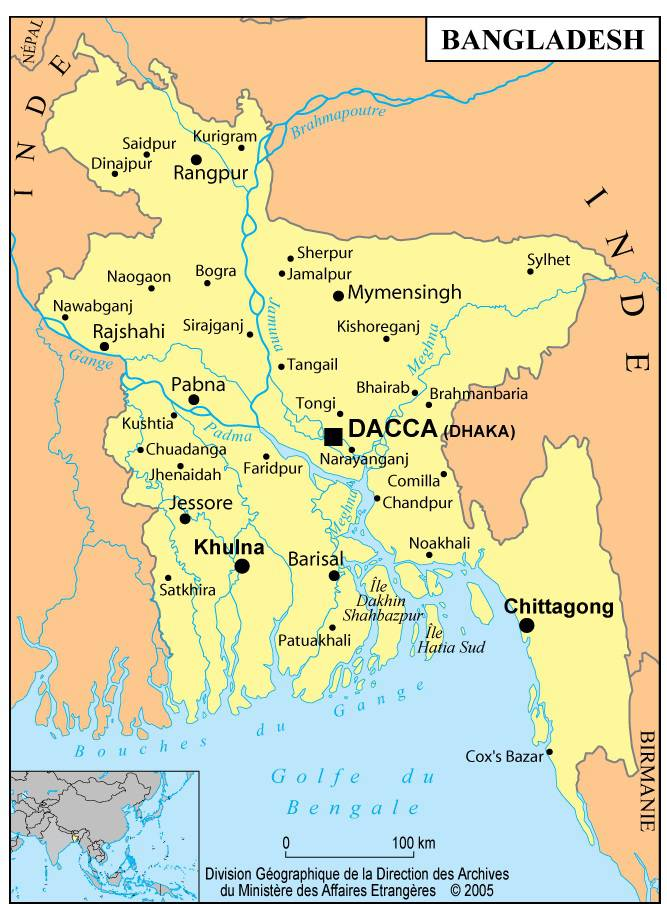 BANGLADESH
NÉPAL
INDE
Brahmapoutre
Kurigram
Saidpur
Dinajpur
Rangpur
INDE
Sherpur
Sylhet
Jamalpur
Naogaon
Bogra
Mymensingh
Nawabganj
Jamuna
Rajshahi
Sirajganj
Kishoreganj
Meghna
Gange
Tangail
Pabna
Bhairab
Brahmanbaria
Tongi
Kushtia
Padma
DACCA (DHAKA)
Chuadanga
Narayanganj
Jhenaidah
Faridpur
Comilla
Jessore
Meghna
Chandpur
Khulna
Noakhali
Barisal
Satkhira
Île
Dakhin
Shahbazpur
Chittagong
Patuakhali
Île
Hatia Sud
Bouches du Gange
Cox's Bazar
BIRMANIE
Golfe du
Bengale
0 100 km
Division Géographique de la Direction des Archives
du Ministère des Affaires Etrangères © 2005